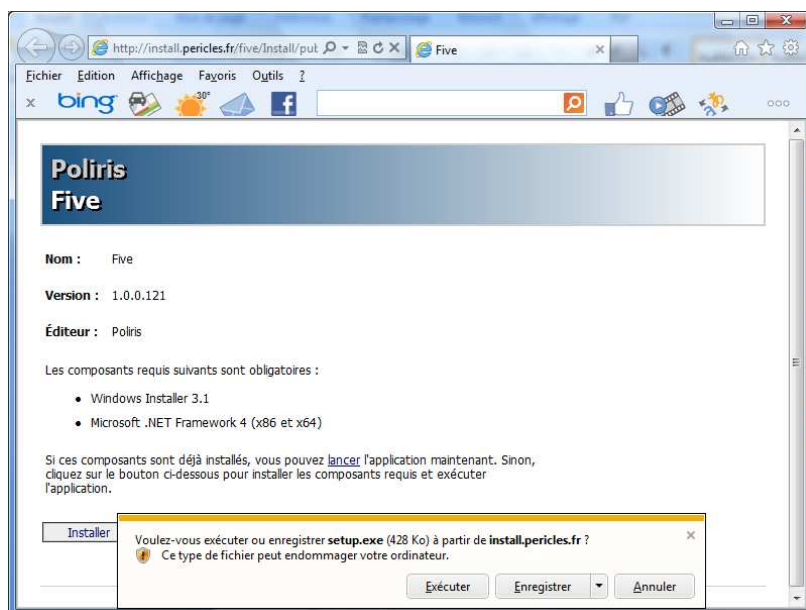 http://install.pericles.fr/five/Install/put
Five
Fichier Edition Affichage Favoris Outils ?
x bing 30° f
Poliris
Five
Nom : Five
Version : 1.0.0.121
Éditeur : Poliris
Les composants requis suivants sont obligatoires :
• Windows Installer 3.1
• Microsoft .NET Framework 4 (x86 et x64)
Si ces composants sont déjà installés, vous pouvez lancer l'application maintenant. Sinon,
cliquez sur le bouton ci-dessous pour installer les composants requis et exécuter
l'application.
Installer
Voulez-vous exécuter ou enregistrer setup.exe (428 Ko) à partir de install.pericles.fr ?
Ce type de fichier peut endommager votre ordinateur.
Exécuter Enregistrer Annuler